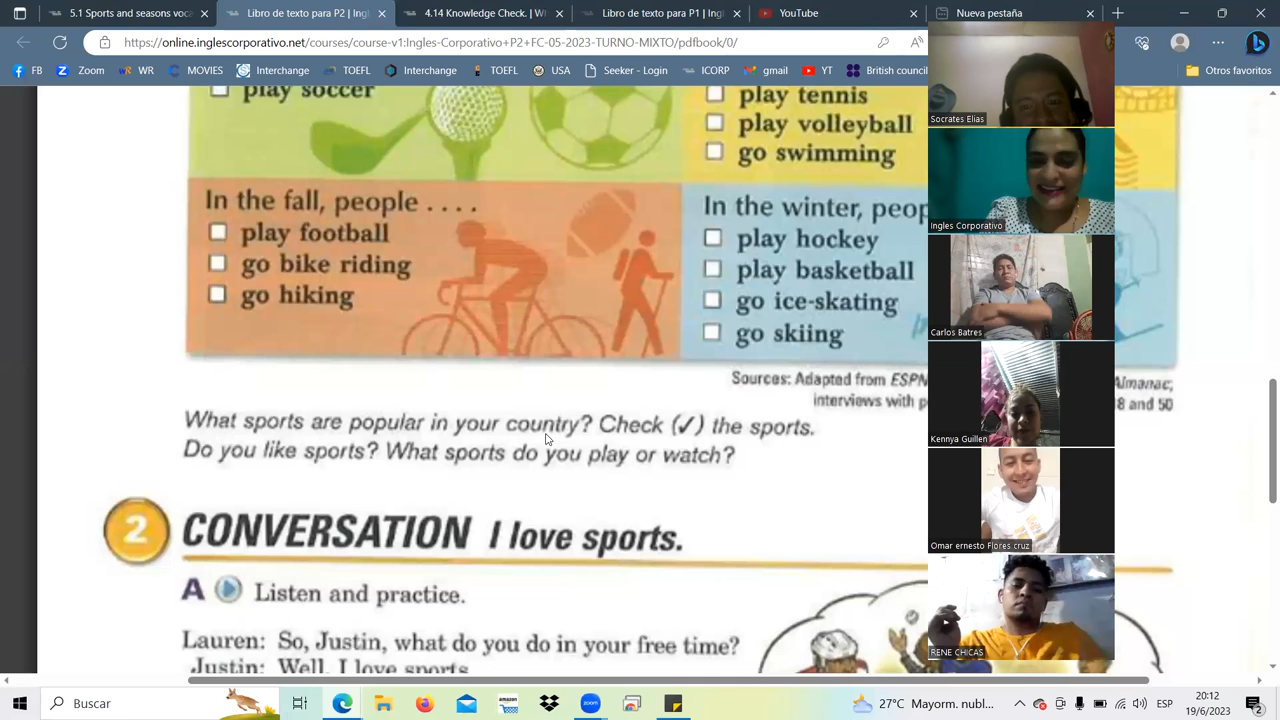 5.1 Sports and seasons voc
Libro de texto para P2 | Ing
4.14 Knowledge Check. | W
Libro de texto para P1 | Ing
YouTube
Nueva pestaña
https://online.inglescorporativo.net/courses/course-v1:Ingles-Corporativo+P2+FC-05-2023-TURNO-MIXTO/pdfbook/0/
FB
Zoom
WR
MOVIES
Interchange
TOEFL
Interchange
TOEFL
USA
Seeker - Login
ICORP
gmail
YT
British council
Otros favoritos
play soccer
play tennis
play volleyball
go swimming
In the fall, people . . . .
play football
go bike riding
go hiking
In the winter, peop
play hockey
play basketball
go ice-skating
go skiing
Sources: Adapted from ESPN
Almanac;
interviews with p
8 and 50
What sports are popular in your country? Check (✓) the sports.
Do you like sports? What sports do you play or watch?
2 CONVERSATION I love sports.
A Listen and practice.
Lauren: So, Justin, what do you do in your free time?
Justin: Well, I love sports
Socrates Elias
Ingles Corporativo
Carlos Batres
Kennya Guillen
Omar ernesto Flores cruz
RENE CHICAS
Buscar
amazon
zoom
27°C Mayorm. nubl...
ESP
20:12
19/6/2023
2